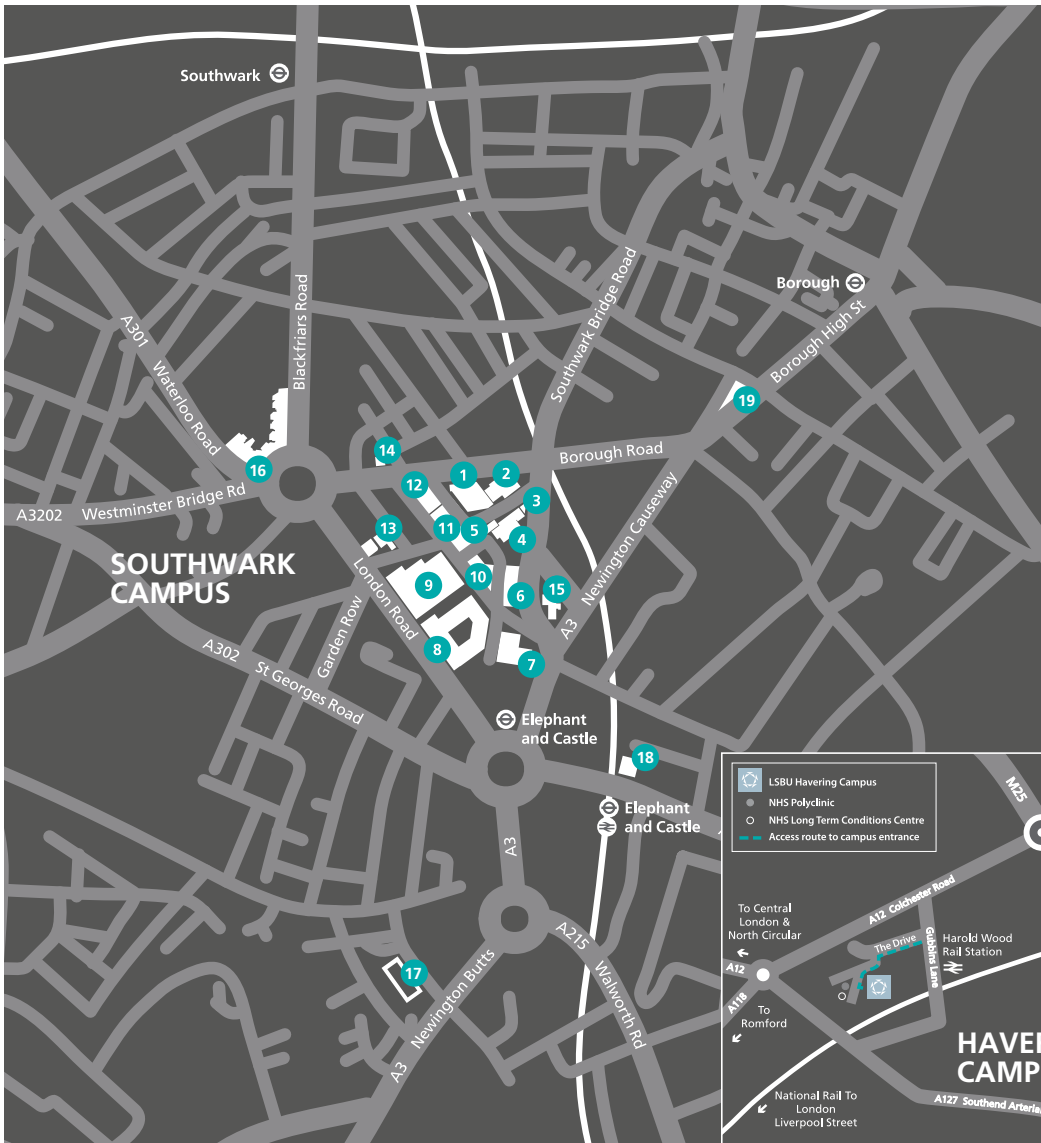 Southwark
Borough
A301
Waterloo Road
Blackfriars Road
Southwark Bridge Road
Borough High St
19
Borough Road
14
16
12
1
2
3
A3202
Westminster Bridge Rd
Newington Causeway
13
11
5
4
SOUTHWARK
CAMPUS
London Road
9
10
6
15
A3
Garden Row
8
7
A302
St Georges Road
Elephant
and Castle
18
Elephant
and Castle
A3
A215
Walworth Rd
17
A3
Newington Butts
LSBU Havering Campus
NHS Polyclinic
NHS Long Term Conditions Centre
Access route to campus entrance
M25
A12 Colchester Road
To Central
London &
North Circular
The Drive
Gubbins Lane
Harold Wood
Rail Station
A12
A118
To
Romford
HAVE
CAMP
National Rail To
London
Liverpool Street
A127 Southend Arteria